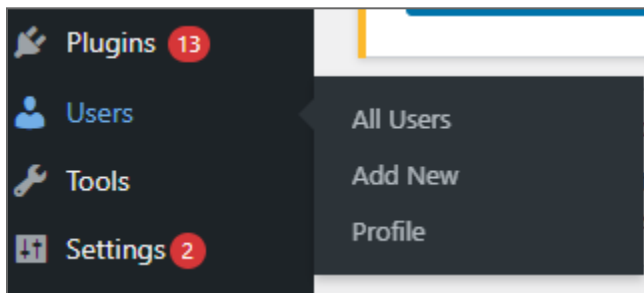 Plugins 13
Users
Tools
Settings 2
All Users
Add New
Profile